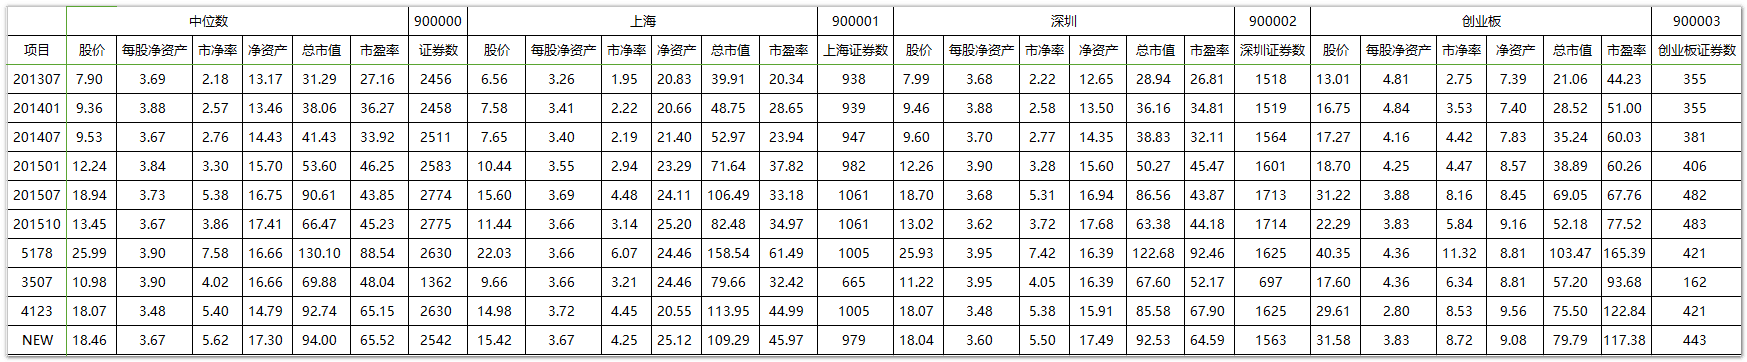 中位数 900000 上海 900001 深圳 900002 创业板 900003
项目 股价 每股净资产 市净率 净资产 总市值 市盈率 证券数 股价 每股净资产 市净率 净资产 总市值 市盈率 上海证券数 股价 每股净资产 市净率 净资产 总市值 市盈率 深圳证券数 股价 每股净资产 市净率 净资产 总市值 市盈率 创业板证券数
201307 7.90 3.69 2.18 13.17 31.29 27.16 2456 6.56 3.26 1.95 20.83 39.91 20.34 938 7.99 3.68 2.22 12.65 28.94 26.81 1518 13.01 4.81 2.75 7.39 21.06 44.23 355
201401 9.36 3.88 2.57 13.46 38.06 36.27 2458 7.58 3.41 2.22 20.66 48.75 28.65 939 9.46 3.88 2.58 13.50 36.16 34.81 1519 16.75 4.84 3.53 7.40 28.52 51.00 355
201407 9.53 3.67 2.76 14.43 41.43 33.92 2511 7.65 3.40 2.19 21.40 52.97 23.94 947 9.60 3.70 2.77 14.35 38.83 32.11 1564 17.27 4.16 4.42 7.83 35.24 60.03 381
201501 12.24 3.84 3.30 15.70 53.60 46.25 2583 10.44 3.55 2.94 23.29 71.64 37.82 982 12.26 3.90 3.28 15.60 50.27 45.47 1601 18.70 4.25 4.47 8.57 38.89 60.26 406
201507 18.94 3.73 5.38 16.75 90.61 43.85 2774 15.60 3.69 4.48 24.11 106.49 33.18 1061 18.70 3.68 5.31 16.94 86.56 43.87 1713 31.22 3.88 8.16 8.45 69.05 67.76 482
201510 13.45 3.67 3.86 17.41 66.47 45.23 2775 11.44 3.66 3.14 25.20 82.48 34.97 1061 13.02 3.62 3.72 17.68 63.38 44.18 1714 22.29 3.83 5.84 9.16 52.18 77.52 483
5178 25.99 3.90 7.58 16.66 130.10 88.54 2630 22.03 3.66 6.07 24.46 158.54 61.49 1005 25.93 3.95 7.42 16.39 122.68 92.46 1625 40.35 4.36 11.32 8.81 103.47 165.39 421
3507 10.98 3.90 4.02 16.66 69.88 48.04 1362 9.66 3.66 3.21 24.46 79.66 32.42 665 11.22 3.95 4.05 16.39 67.60 52.17 697 17.60 4.36 6.34 8.81 57.20 93.68 162
4123 18.07 3.48 5.40 14.79 92.74 65.15 2630 14.98 3.72 4.45 20.55 113.95 44.99 1005 18.07 3.48 5.38 15.91 85.58 67.90 1625 29.61 2.80 8.53 9.56 75.50 122.84 421
NEW 18.46 3.67 5.62 17.30 94.00 65.52 2542 15.42 3.67 4.25 25.12 109.29 45.97 979 18.04 3.60 5.50 17.49 92.53 64.59 1563 31.58 3.83 8.72 9.08 79.79 117.38 443